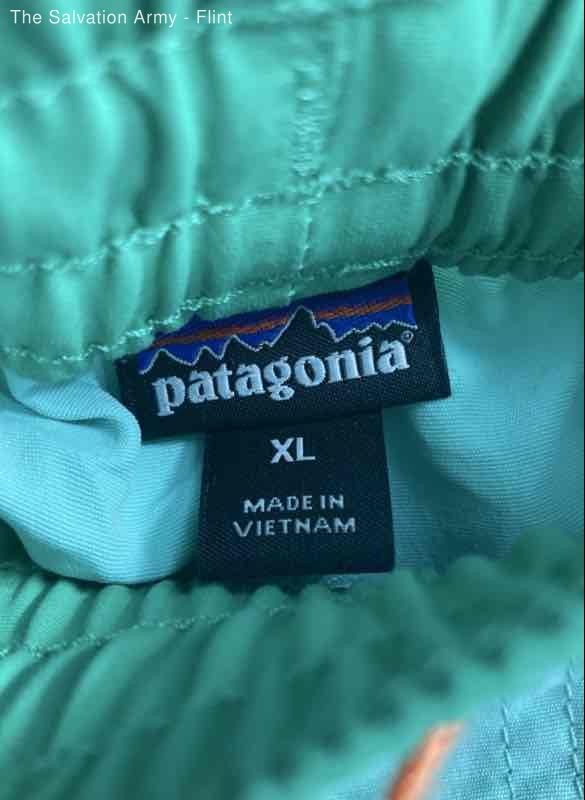 The Salvation Army - Flint
patagonia®
XL
MADE IN
VIETNAM